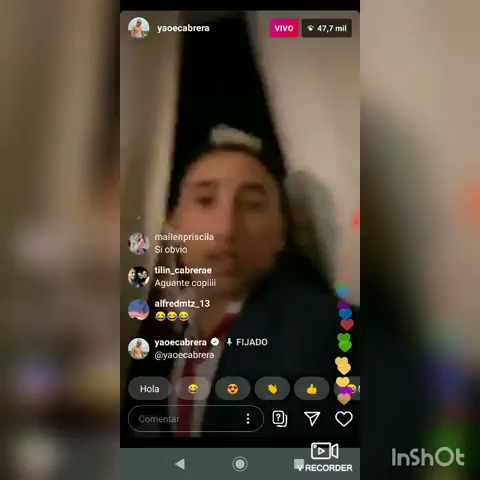 yaoecabrera
VIVO
47,7 mil
mailenpriscila
Si obvio
tilin_cabrerae
Aguante copiiii
alfredmtz_13
yaoecabrera
FIJADO
@yaoecabrera
Hola
Comentar
V RECORDER
InShOt